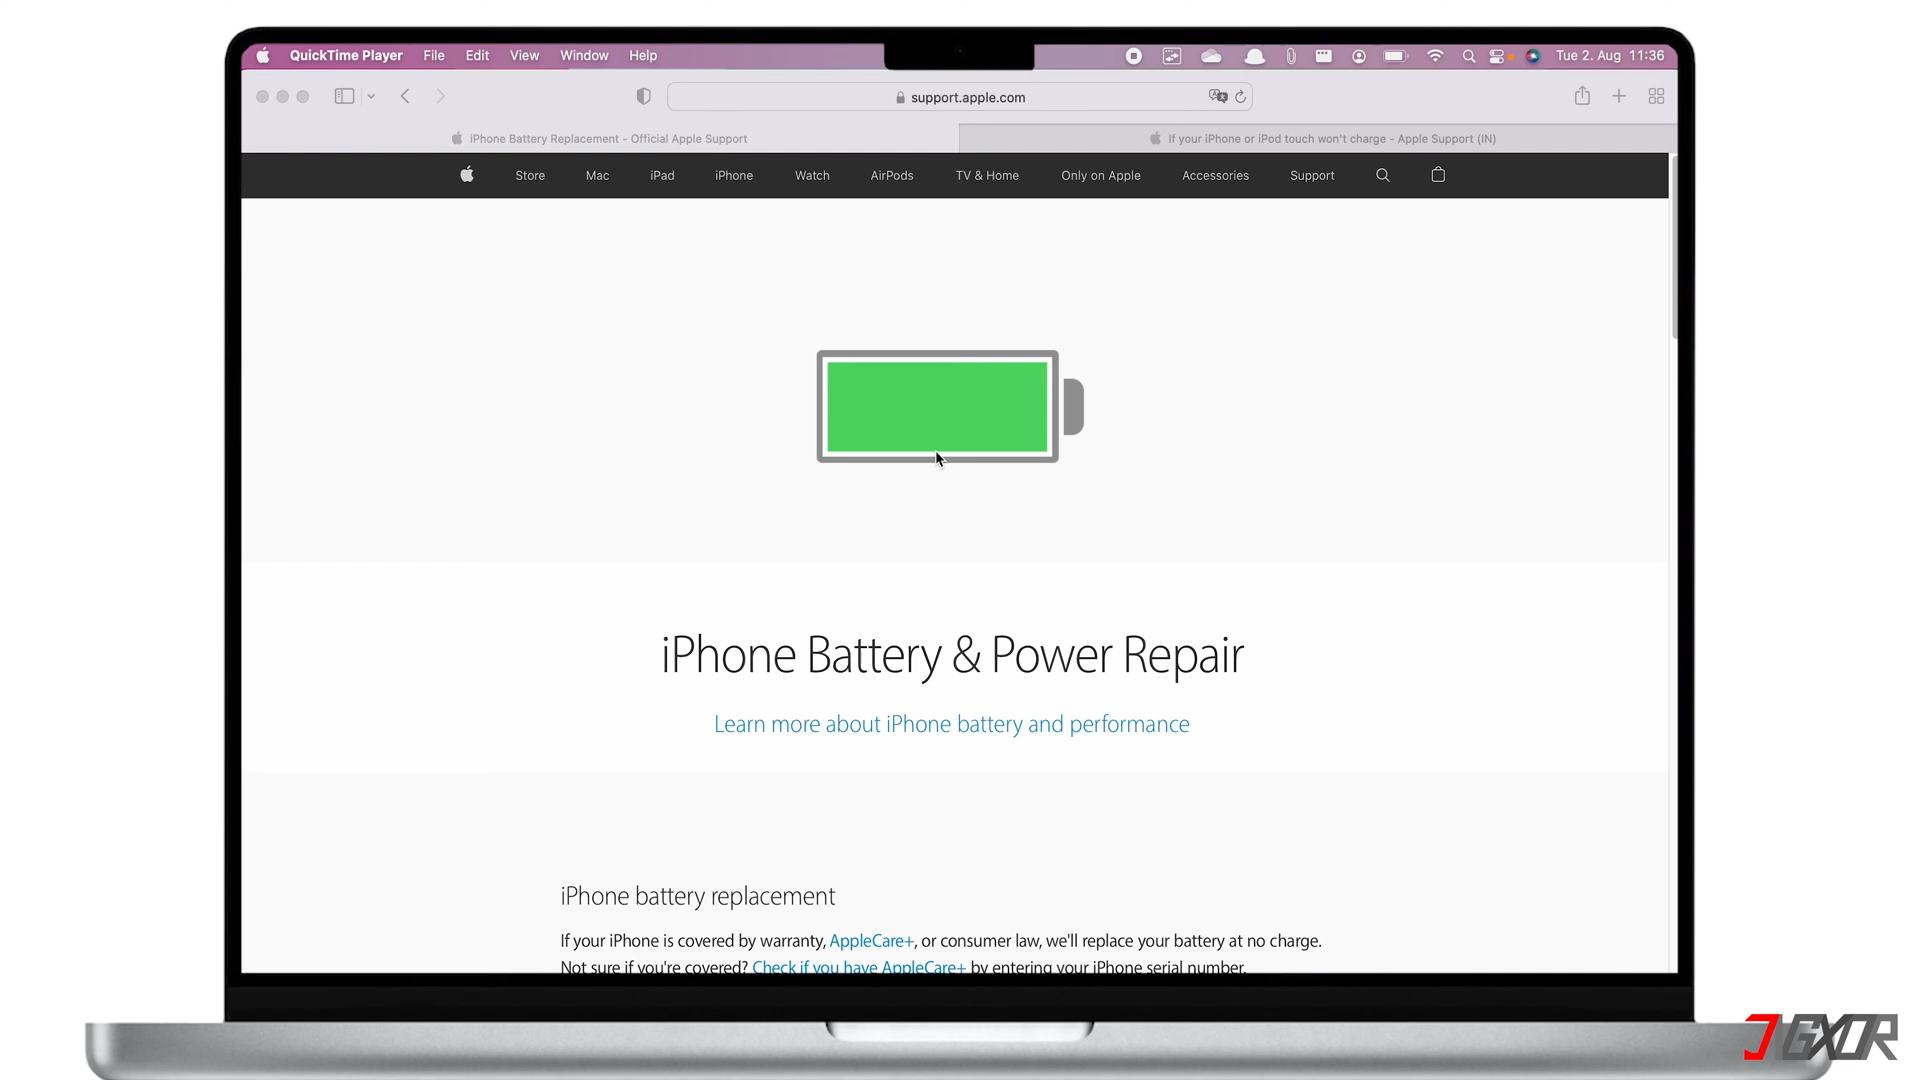 QuickTime Player File Edit View Window Help Tue 2. Aug 11:36
support.apple.com
iPhone Battery Replacement - Official Apple Support If your iPhone or iPod touch won't charge - Apple Support (IN)
Store Mac iPad iPhone Watch AirPods TV & Home Only on Apple Accessories Support
iPhone Battery & Power Repair
Learn more about iPhone battery and performance
iPhone battery replacement
If your iPhone is covered by warranty, AppleCare+, or consumer law, we'll replace your battery at no charge.
Not sure if you're covered? Check if you have AppleCare+ by entering your iPhone serial number.
JGXOR